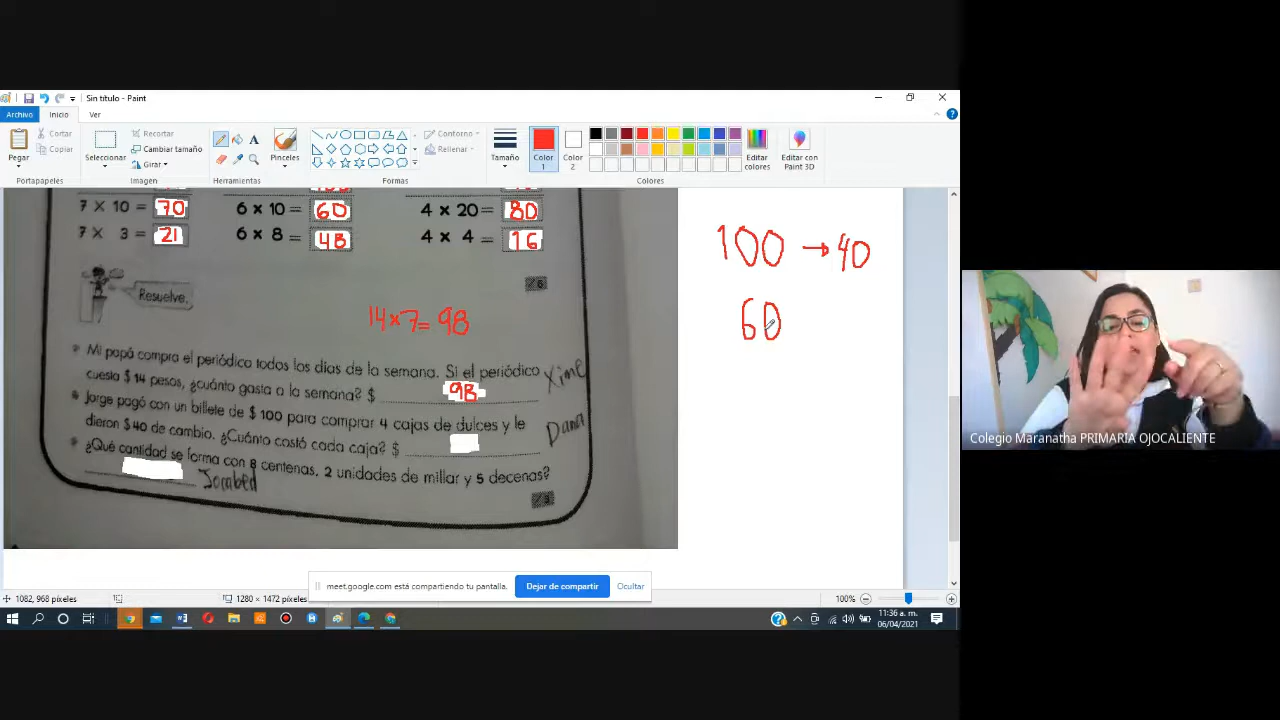 Sin título - Paint
Archivo Inicio Ver
Pegar
Cortar
Copiar
Portapapeles
Seleccionar
Recortar
Cambiar tamaño
Girar
Imagen
A
Herramientas
Pinceles
Contorno
Rellenar
Formas
Tamaño
Color 1
Color 2
Colores
Editar colores
Editar con Paint 3D
7 × 10 = 70 6 × 10 = 60 4 × 20 = 80
7 × 3 = 21 6 × 8 = 48 4 × 4 = 16
/6
Resuelve.
14×7= 98
Mi papá compra el periódico todos los días de la semana. Si el periódico
cuesta $ 14 pesos, ¿cuánto gasta a la semana? $ 98 Xime
Jorge pagó con un billete de $ 100 para comprar 4 cajas de dulces y le
dieron $ 40 de cambio. ¿Cuánto costó cada caja? $ Dana
¿Qué cantidad se forma con 8 centenas, 2 unidades de millar y 5 decenas?
Jorabed
/3
100 → 40
60
Colegio Maranatha PRIMARIA OJOCALIENTE
meet.google.com está compartiendo tu pantalla. Dejar de compartir Ocultar
1082, 968 píxeles 1280 × 1472 píxeles 100%
11:36 a. m.
06/04/2021